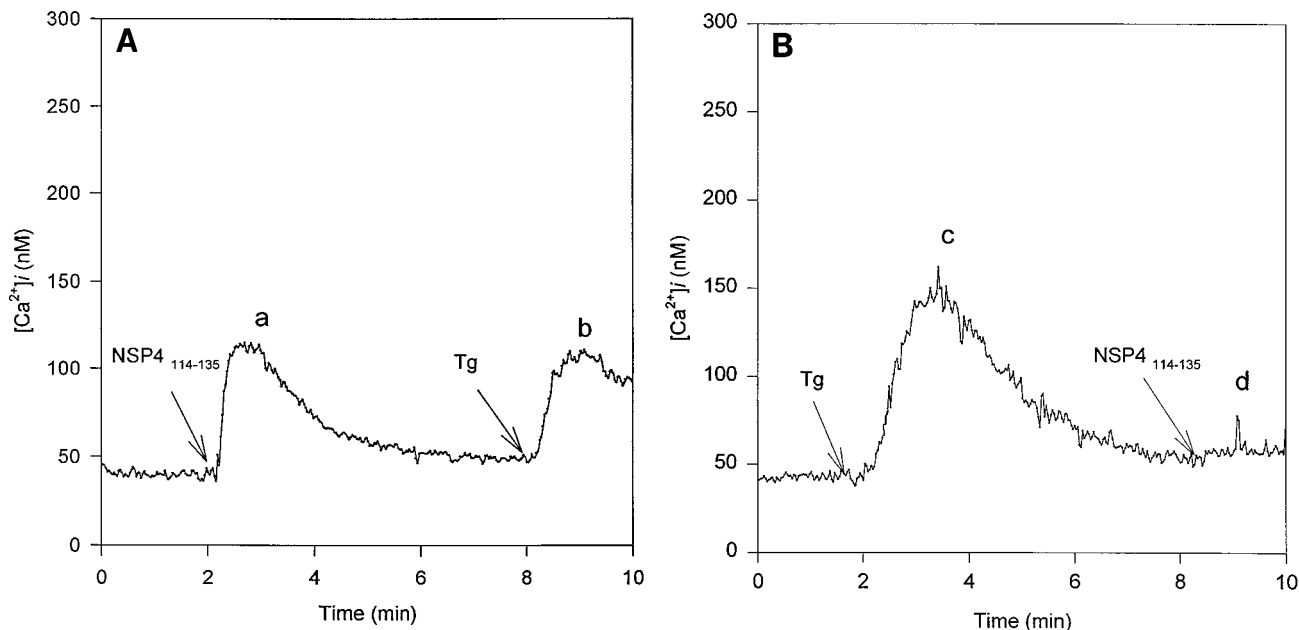 A
300
250
200
150
100
50
0
[Ca²⁺]i (nM)
a
b
NSP4 114–135
Tg
0 2 4 6 8 10
Time (min)
B
300
250
200
150
100
50
0
[Ca²⁺]i (nM)
c
d
Tg
NSP4 114–135
0 2 4 6 8 10
Time (min)